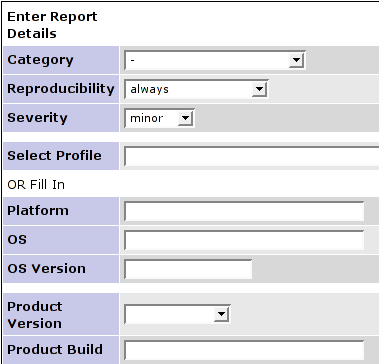 Enter Report
Details
Category -
Reproducibility always
Severity minor
Select Profile
OR Fill In
Platform
OS
OS Version
Product
Version
Product Build